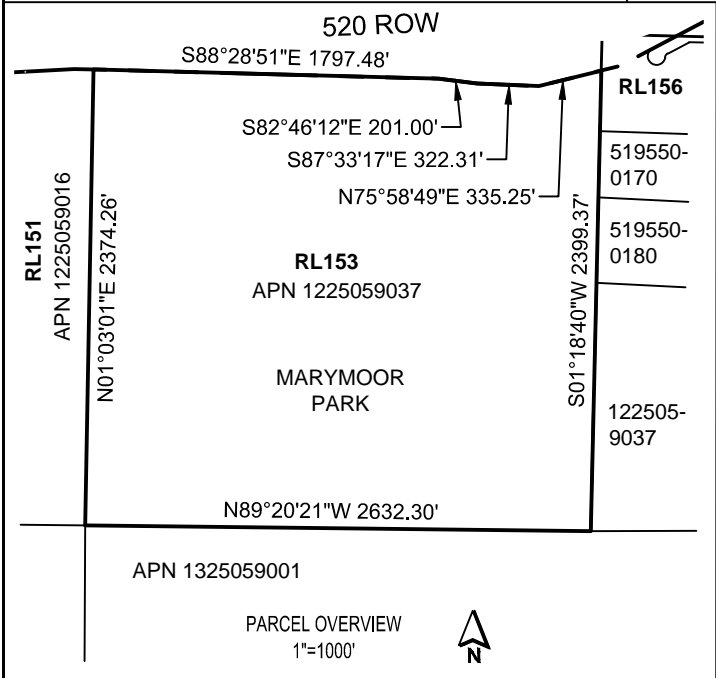 520 ROW
S88°28'51"E 1797.48'
RL156
S82°46'12"E 201.00'
S87°33'17"E 322.31'
N75°58'49"E 335.25'
519550-
0170
519550-
0180
RL151
APN 1225059016
N01°03'01"E 2374.26'
RL153
APN 1225059037
S01°18'40"W 2399.37'
MARYMOOR
PARK
122505-
9037
N89°20'21"W 2632.30'
APN 1325059001
PARCEL OVERVIEW
1"=1000'
N